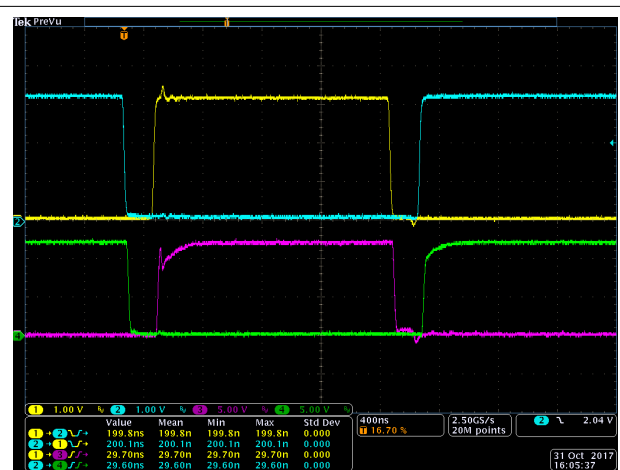 Tek PreVu
T
T
2
4
1 1.00 V 2 1.00 V 3 5.00 V 4 5.00 V
400ns
T 16.70 %
2.50GS/s
20M points
2 2.04 V
Value Mean Min Max Std Dev
1 → 2 199.8ns 199.8n 199.8n 199.8n 0.000
2 → 1 200.1ns 200.1n 200.1n 200.1n 0.000
1 → 3 29.70ns 29.70n 29.70n 29.70n 0.000
2 → 4 29.60ns 29.60n 29.60n 29.60n 0.000
31 Oct 2017
16:05:37